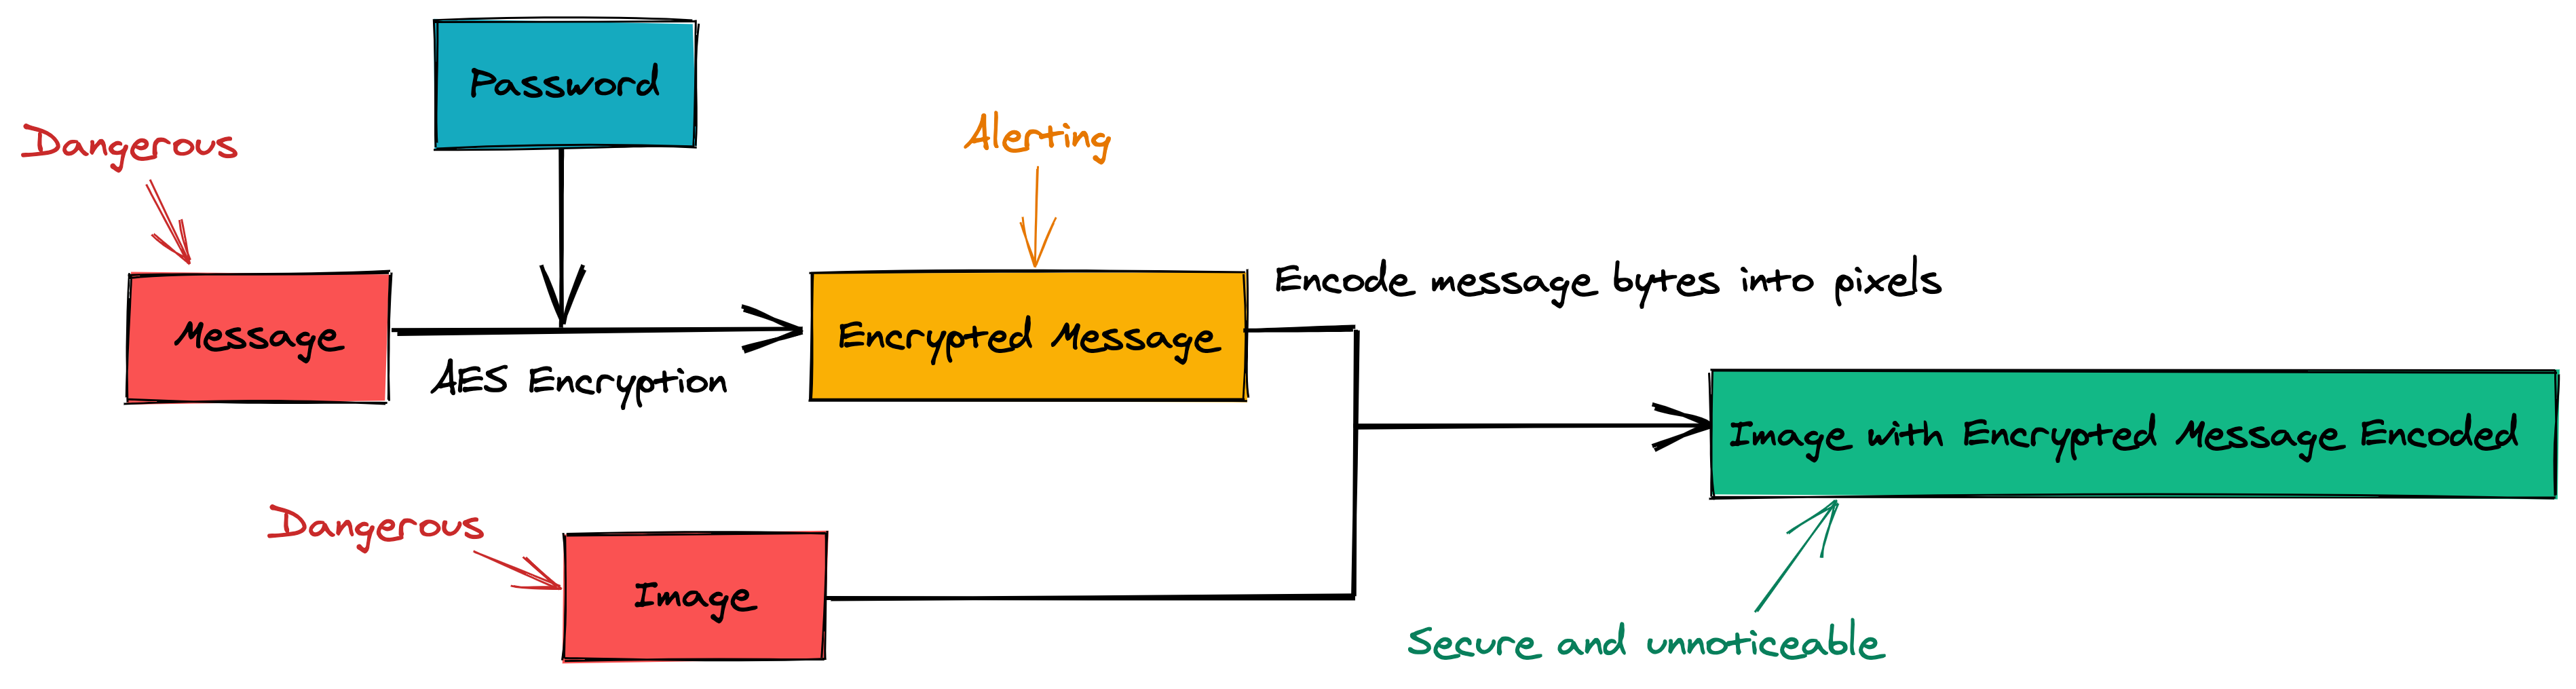 Password
Dangerous
Alerting
Message
AES Encryption
Encrypted Message
Encode message bytes into pixels
Image with Encrypted Message Encoded
Dangerous
Image
Secure and unnoticeable